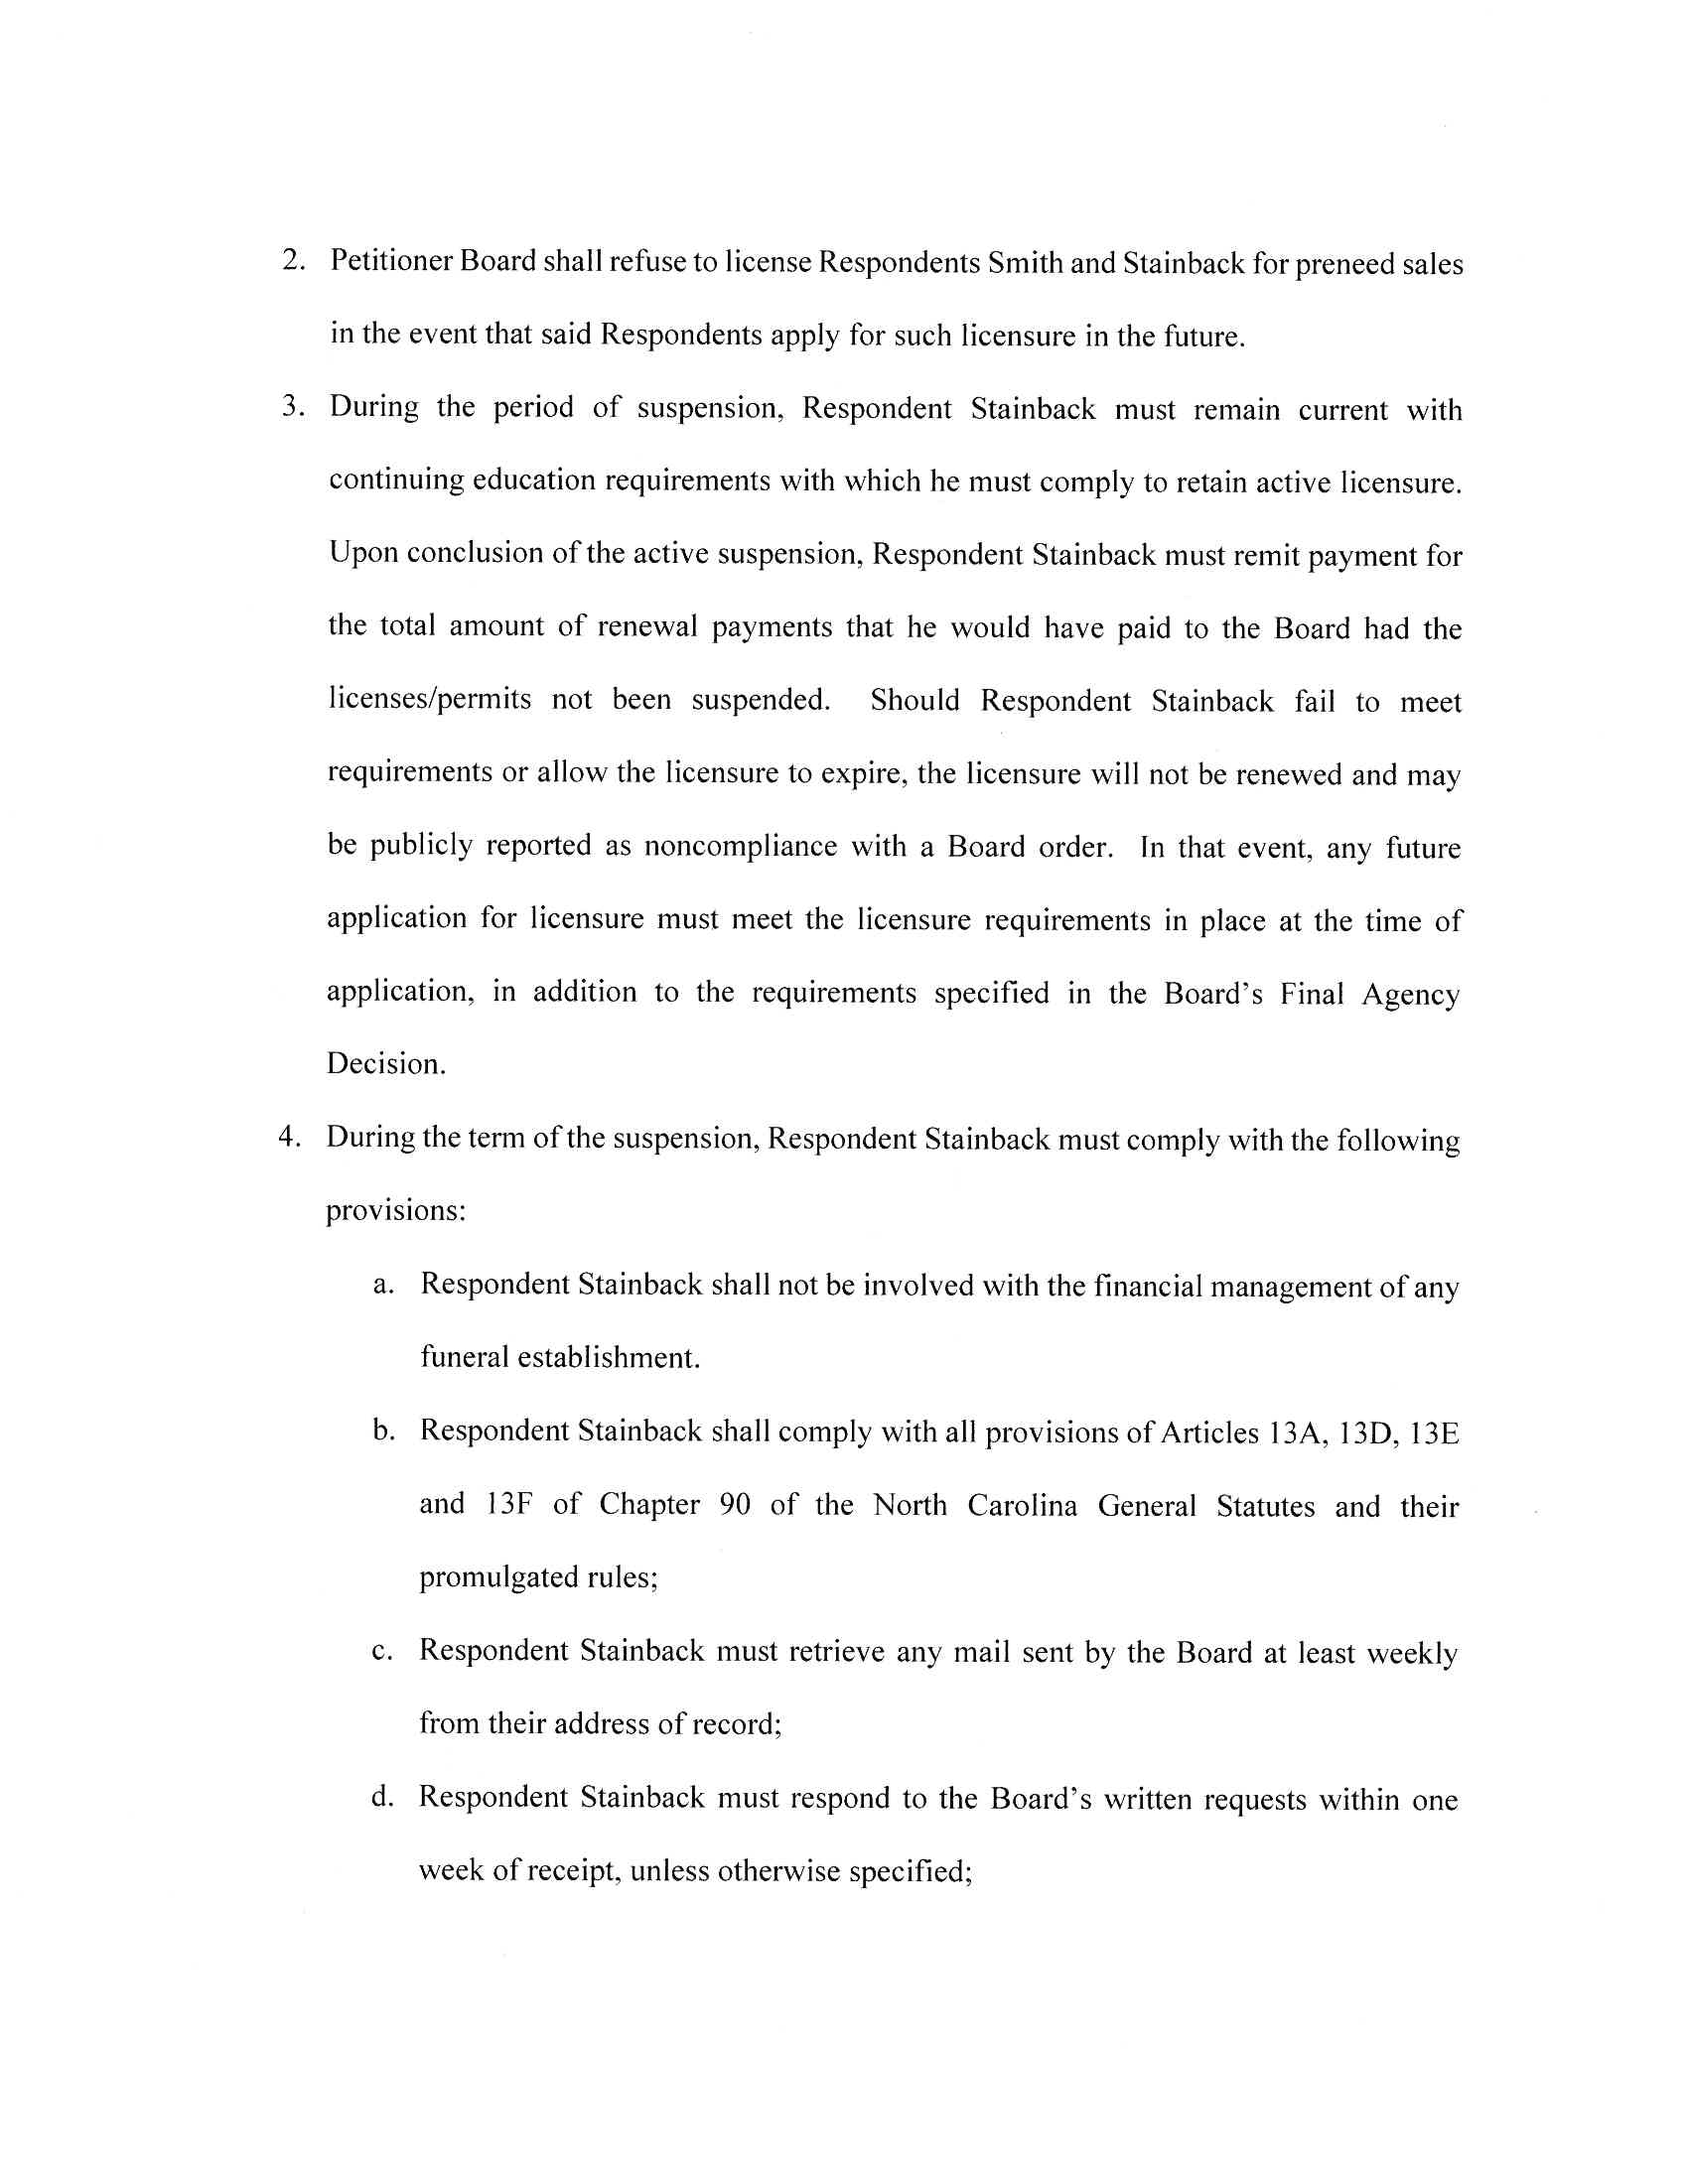 2. Petitioner Board shall refuse to license Respondents Smith and Stainback for preneed sales
in the event that said Respondents apply for such licensure in the future.
3. During the period of suspension, Respondent Stainback must remain current with
continuing education requirements with which he must comply to retain active licensure.
Upon conclusion of the active suspension, Respondent Stainback must remit payment for
the total amount of renewal payments that he would have paid to the Board had the
licenses/permits not been suspended. Should Respondent Stainback fail to meet
requirements or allow the licensure to expire, the licensure will not be renewed and may
be publicly reported as noncompliance with a Board order. In that event, any future
application for licensure must meet the licensure requirements in place at the time of
application, in addition to the requirements specified in the Board's Final Agency
Decision.
4. During the term of the suspension, Respondent Stainback must comply with the following
provisions:
a. Respondent Stainback shall not be involved with the financial management of any
funeral establishment.
b. Respondent Stainback shall comply with all provisions of Articles 13A, 13D, 13E
and 13F of Chapter 90 of the North Carolina General Statutes and their
promulgated rules;
c. Respondent Stainback must retrieve any mail sent by the Board at least weekly
from their address of record;
d. Respondent Stainback must respond to the Board's written requests within one
week of receipt, unless otherwise specified;